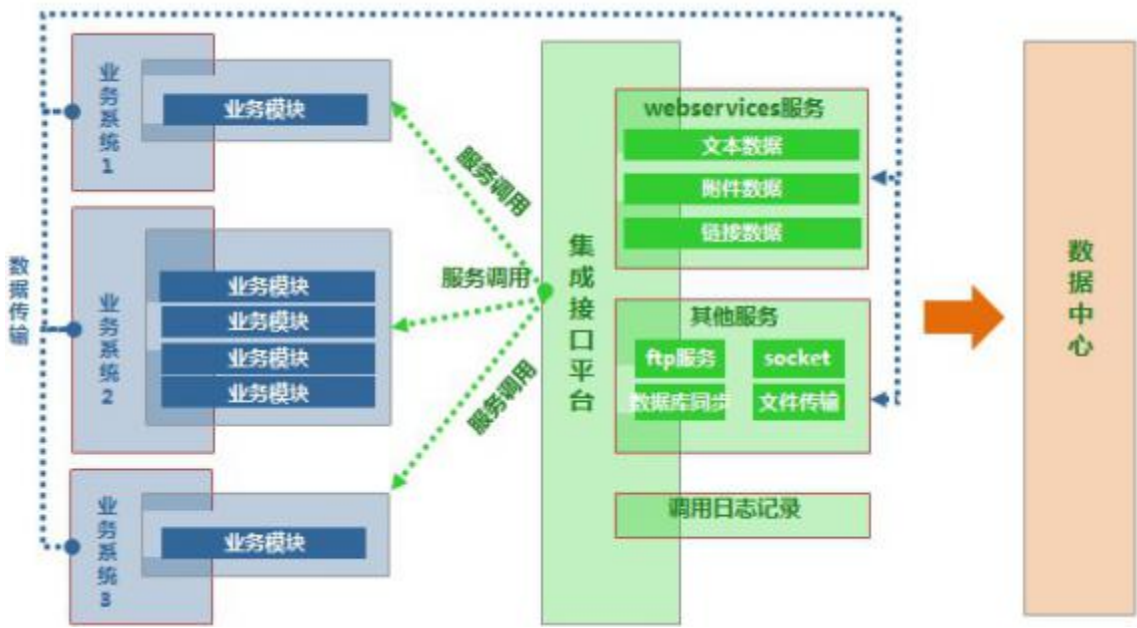 数据传输
业务系统1
业务模块
业务系统2
业务模块
业务模块
业务模块
业务模块
业务系统3
业务模块
服务调用
服务调用
服务调用
集成接口平台
webservices服务
文本数据
附件数据
链接数据
其他服务
ftp服务
socket
数据库同步
文件传输
调用日志记录
数据中心